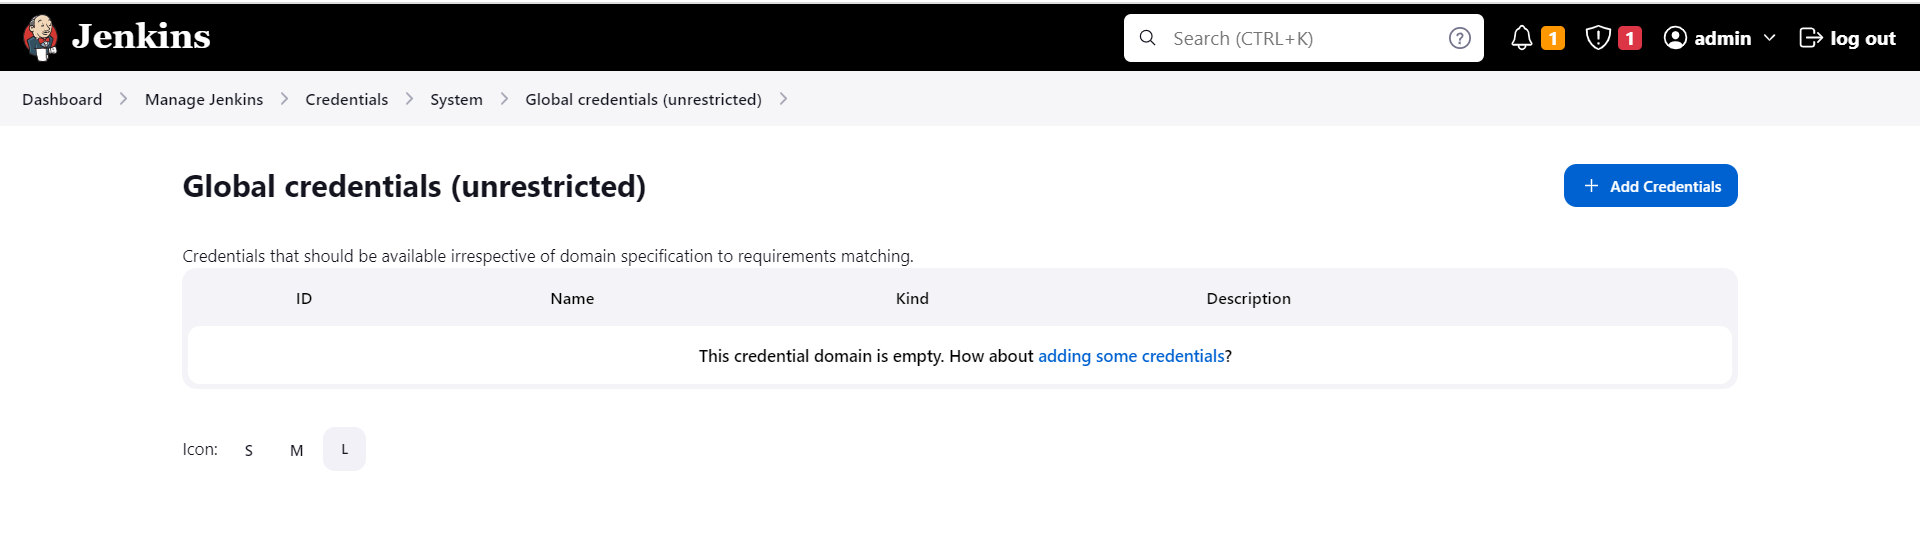 Jenkins Search (CTRL+K) ? 1 1 admin log out
Dashboard Manage Jenkins Credentials System Global credentials (unrestricted)
Global credentials (unrestricted) + Add Credentials
Credentials that should be available irrespective of domain specification to requirements matching.
ID Name Kind Description
This credential domain is empty. How about adding some credentials?
Icon: S M L